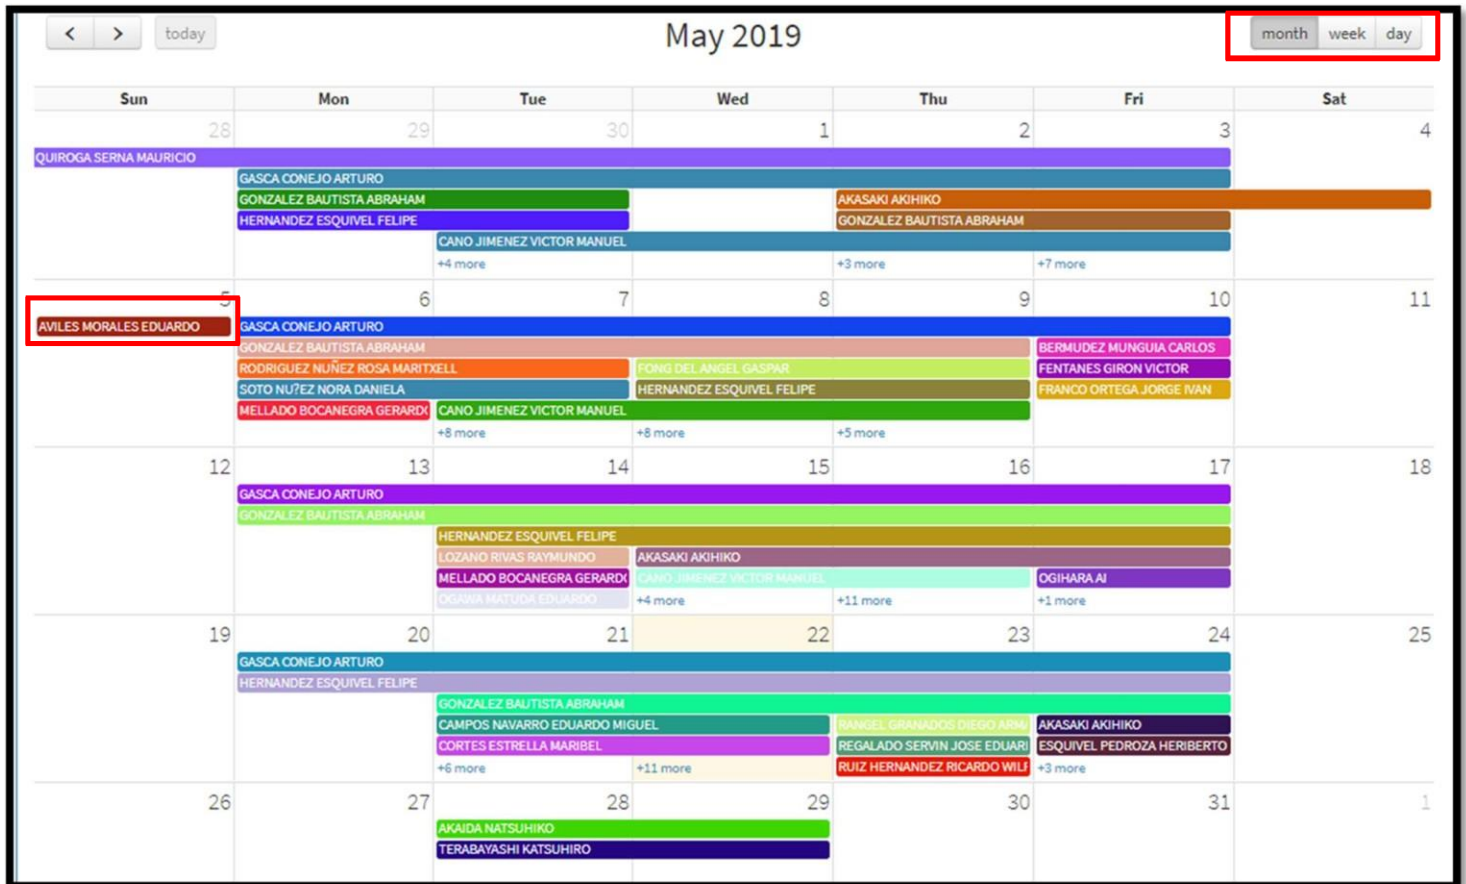 < > today May 2019 month week day
Sun Mon Tue Wed Thu Fri Sat
28 29 30 1 2 3 4
QUIROGA SERNA MAURICIO
GASCA CONEJO ARTURO
GONZALEZ BAUTISTA ABRAHAM AKASAKI AKIHIKO
HERNANDEZ ESQUIVEL FELIPE GONZALEZ BAUTISTA ABRAHAM
CANO JIMENEZ VICTOR MANUEL
+4 more +3 more +7 more
5 6 7 8 9 10 11
AVILES MORALES EDUARDO GASCA CONEJO ARTURO
GONZALEZ BAUTISTA ABRAHAM BERMUDEZ MUNGUIA CARLOS
RODRIGUEZ NUÑEZ ROSA MARITXELL FONG DEL ANGEL GASPAR FENTANES GIRON VICTOR
SOTO NU?EZ NORA DANIELA HERNANDEZ ESQUIVEL FELIPE FRANCO ORTEGA JORGE IVAN
MELLADO BOCANEGRA GERARDO CANO JIMENEZ VICTOR MANUEL
+8 more +8 more +5 more
12 13 14 15 16 17 18
GASCA CONEJO ARTURO
GONZALEZ BAUTISTA ABRAHAM
HERNANDEZ ESQUIVEL FELIPE
LOZANO RIVAS RAYMUNDO AKASAKI AKIHIKO
MELLADO BOCANEGRA GERARDO CANO JIMENEZ VICTOR MANUEL OGIHARA AI
OGAWA MATUDA EDUARDO +4 more +11 more +1 more
19 20 21 22 23 24 25
GASCA CONEJO ARTURO
HERNANDEZ ESQUIVEL FELIPE
GONZALEZ BAUTISTA ABRAHAM
CAMPOS NAVARRO EDUARDO MIGUEL RANGEL GRANADOS DIEGO ARMA AKASAKI AKIHIKO
CORTES ESTRELLA MARIBEL REGALADO SERVIN JOSE EDUARI ESQUIVEL PEDROZA HERIBERTO
+6 more +11 more RUIZ HERNANDEZ RICARDO WILF +3 more
26 27 28 29 30 31 1
AKAIDA NATSUHIKO
TERABAYASHI KATSUHIRO